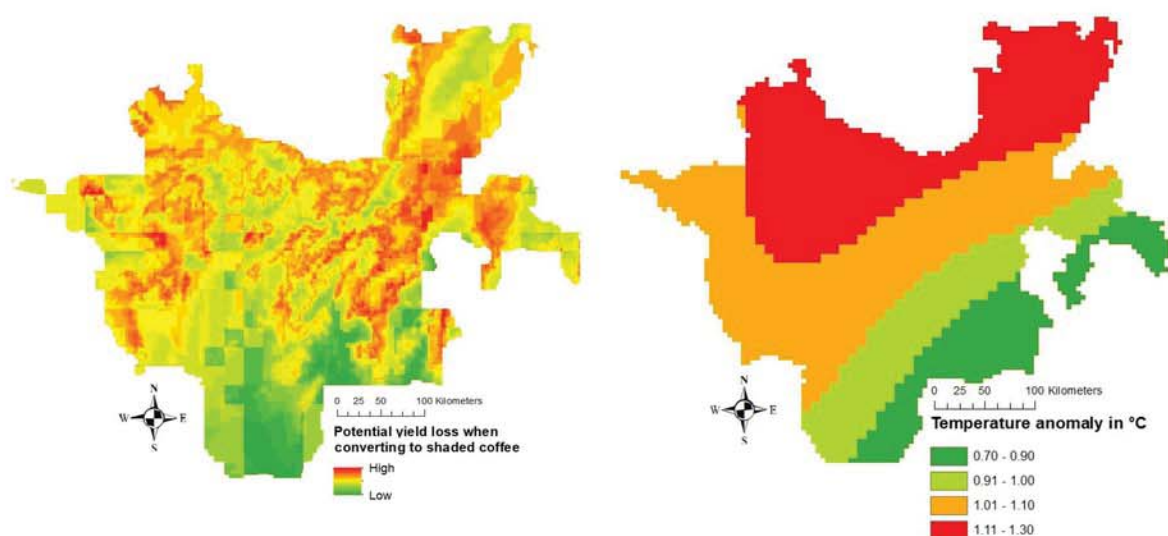 N
W E
S
0 25 50 100 Kilometers
Potential yield loss when
converting to shaded coffee
High
Low
N
W E
S
0 25 50 100 Kilometers
Temperature anomaly in °C
0.70 - 0.90
0.91 - 1.00
1.01 - 1.10
1.11 - 1.30